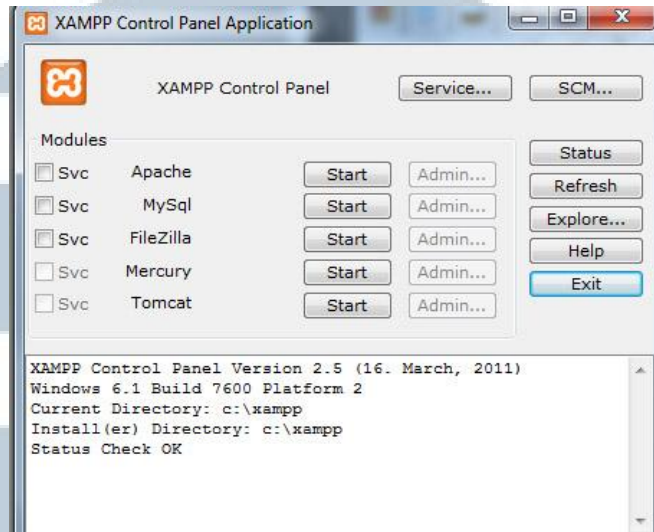 XAMPP Control Panel Application
XAMPP Control Panel Service... SCM...
Modules
Svc Apache Start Admin...
Svc MySql Start Admin...
Svc FileZilla Start Admin...
Svc Mercury Start Admin...
Svc Tomcat Start Admin...
Status
Refresh
Explore...
Help
Exit
XAMPP Control Panel Version 2.5 (16. March, 2011)
Windows 6.1 Build 7600 Platform 2
Current Directory: c:\xampp
Install(er) Directory: c:\xampp
Status Check OK